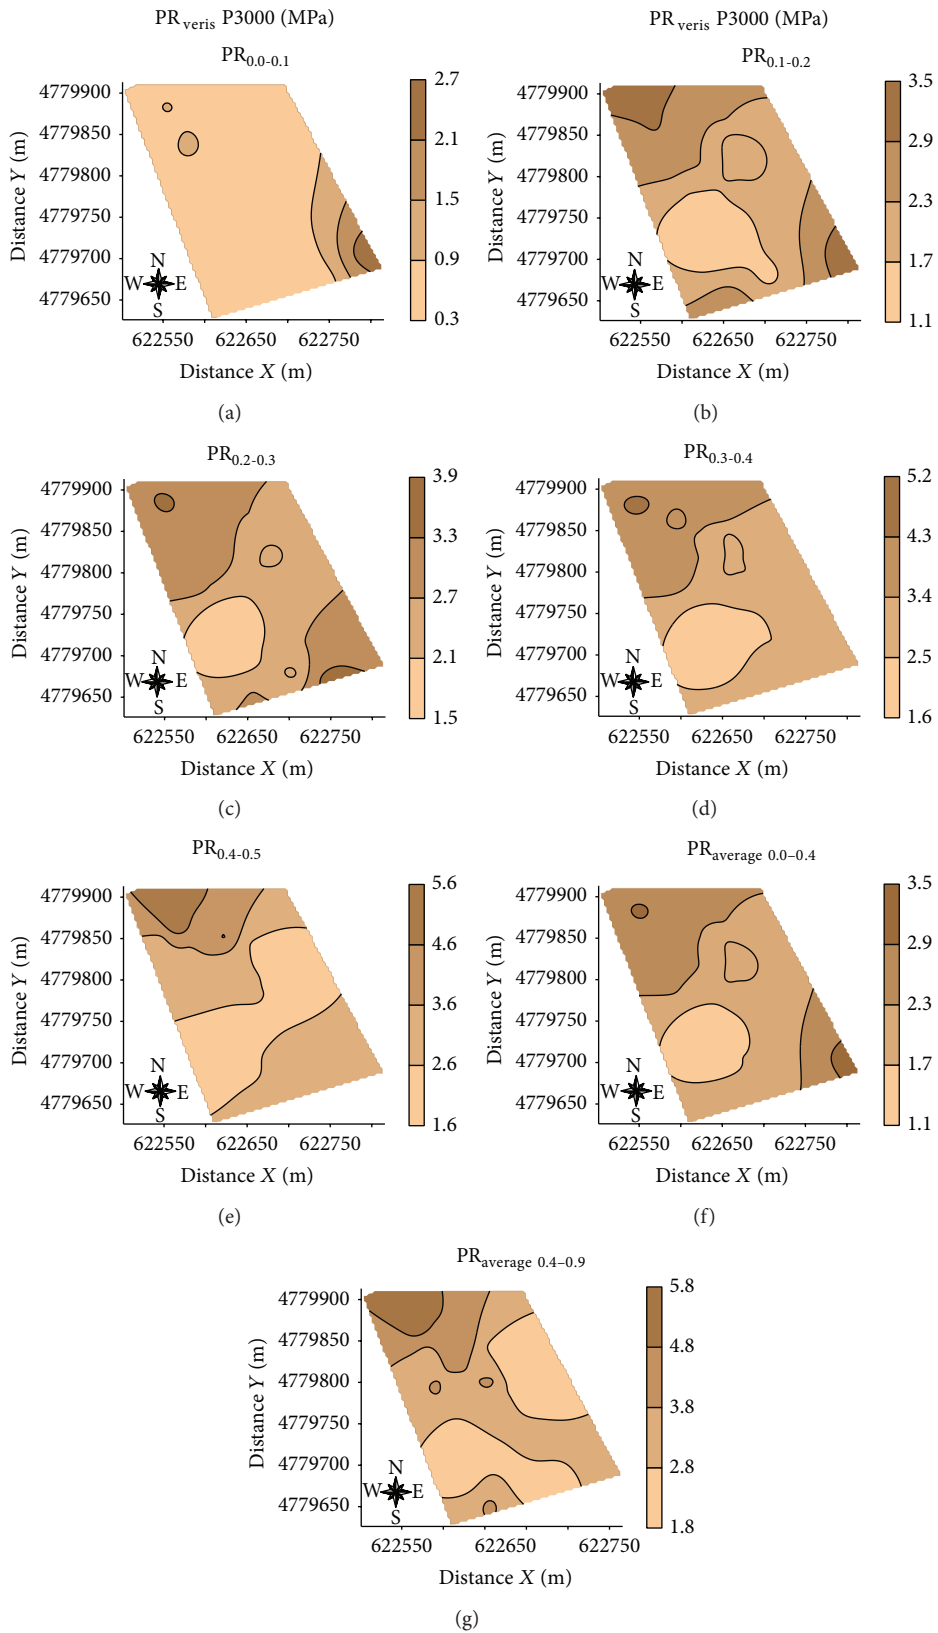 PR veris P3000 (MPa)
PR0.0-0.1
Distance Y (m)
4779900
4779850
4779800
4779750
4779700
4779650
N
W E
S
622550 622650 622750
Distance X (m)
2.7
2.1
1.5
0.9
0.3
(a)
PR veris P3000 (MPa)
PR0.1-0.2
Distance Y (m)
4779900
4779850
4779800
4779750
4779700
4779650
N
W E
S
622550 622650 622750
Distance X (m)
3.5
2.9
2.3
1.7
1.1
(b)
PR0.2-0.3
Distance Y (m)
4779900
4779850
4779800
4779750
4779700
4779650
N
W E
S
622550 622650 622750
Distance X (m)
3.9
3.3
2.7
2.1
1.5
(c)
PR0.3-0.4
Distance Y (m)
4779900
4779850
4779800
4779750
4779700
4779650
N
W E
S
622550 622650 622750
Distance X (m)
5.2
4.3
3.4
2.5
1.6
(d)
PR0.4-0.5
Distance Y (m)
4779900
4779850
4779800
4779750
4779700
4779650
N
W E
S
622550 622650 622750
Distance X (m)
5.6
4.6
3.6
2.6
1.6
(e)
PRaverage 0.0–0.4
Distance Y (m)
4779900
4779850
4779800
4779750
4779700
4779650
N
W E
S
622550 622650 622750
Distance X (m)
3.5
2.9
2.3
1.7
1.1
(f)
PRaverage 0.4–0.9
Distance Y (m)
4779900
4779850
4779800
4779750
4779700
4779650
N
W E
S
622550 622650 622750
Distance X (m)
5.8
4.8
3.8
2.8
1.8
(g)